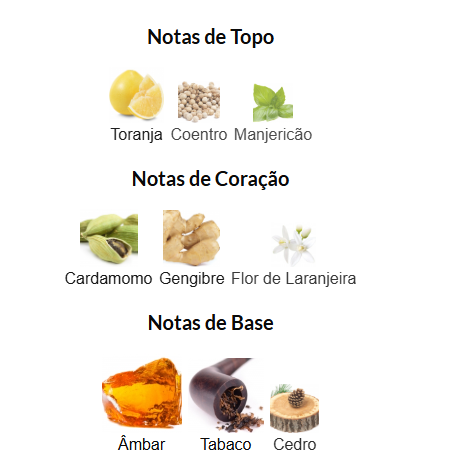 Notas de Topo
Toranja Coentro Manjericão
Notas de Coração
Cardamomo Gengibre Flor de Laranjeira
Notas de Base
Âmbar Tabaco Cedro